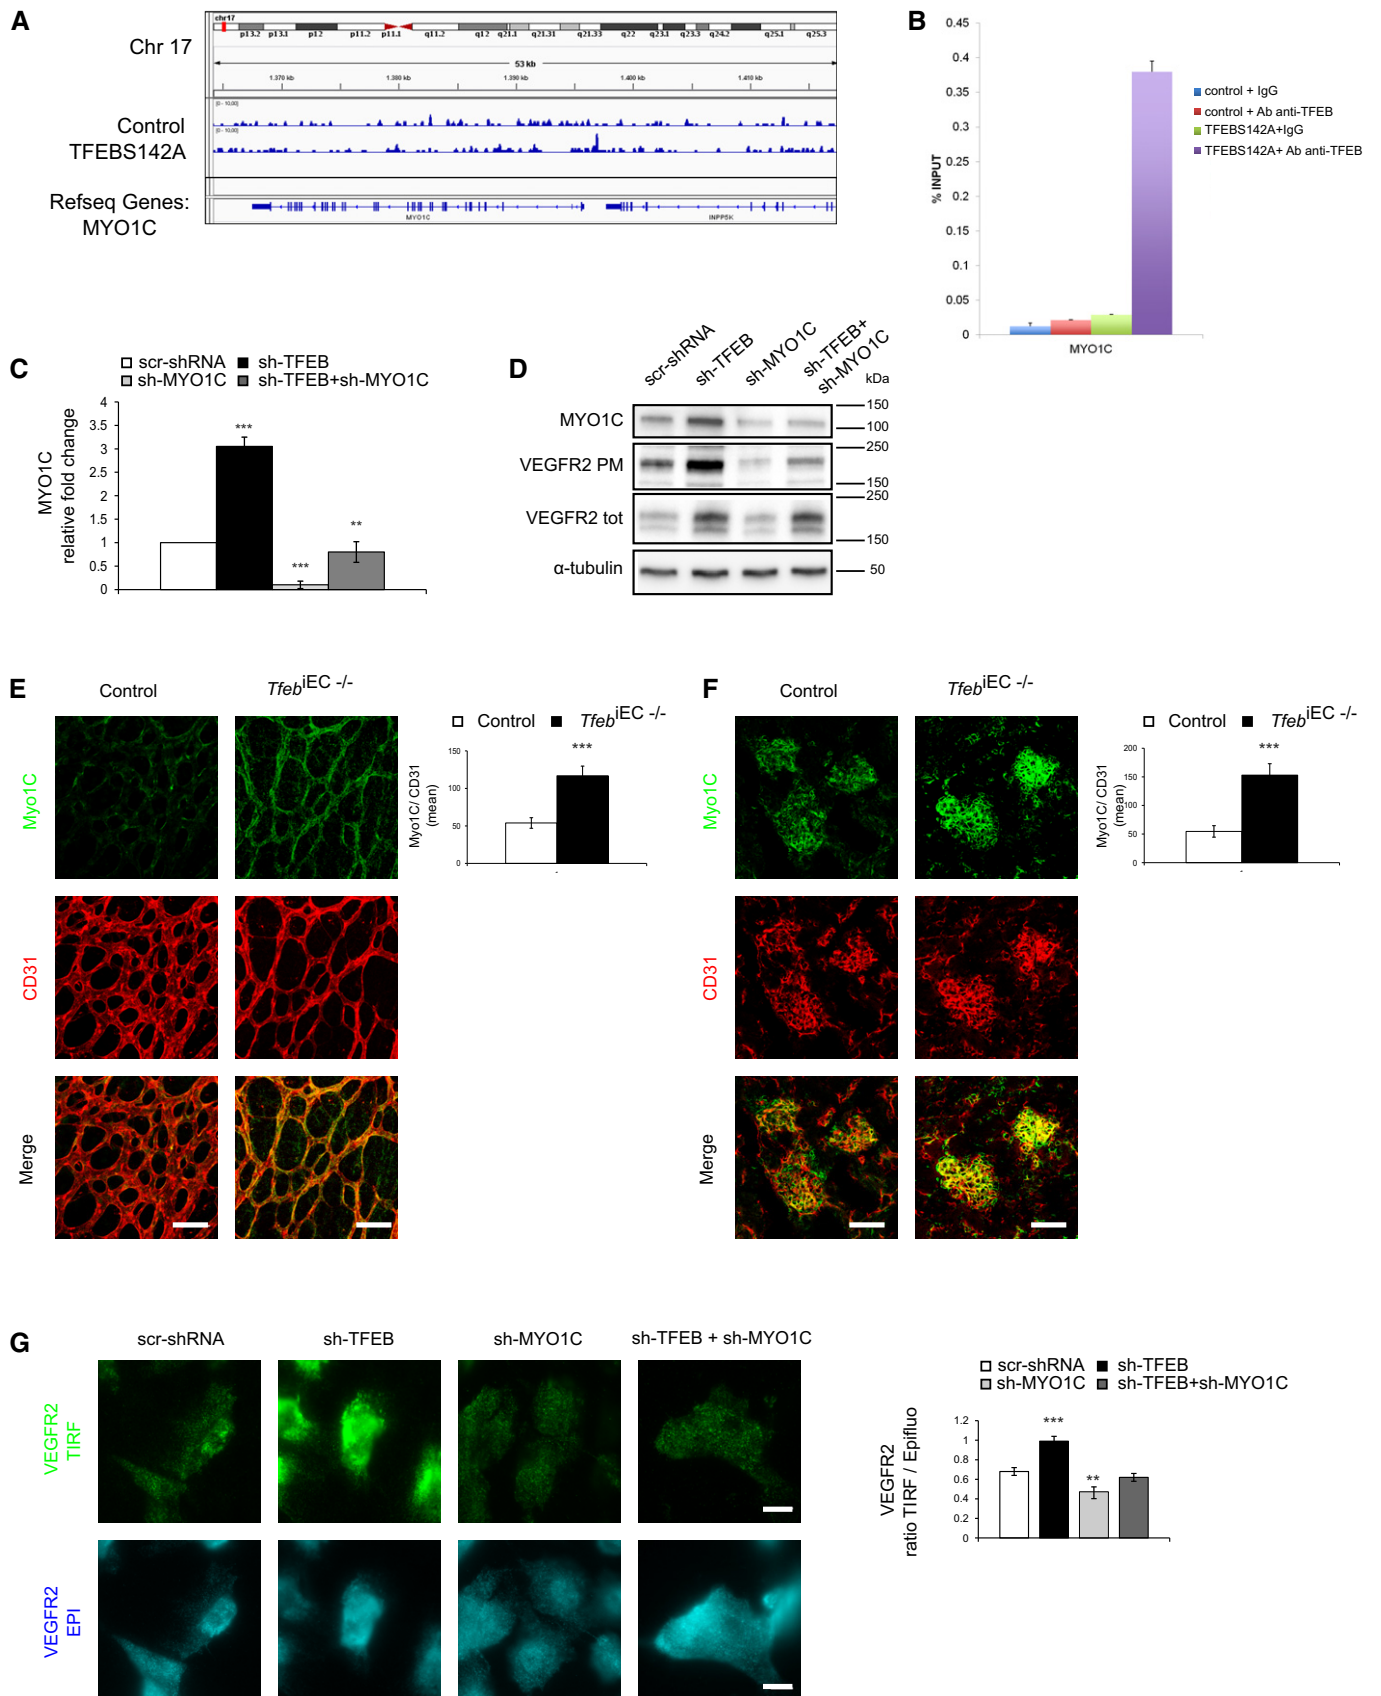 A
Chr 17
chr17
p13.2 p13.1 p12 p11.2 p11.1 q11.2 q12 q21.1 q21.31 q21.33 q22 q23.1 q23.3 q24.2 q25.1 q25.3
53 kb
1.370 kb 1.380 kb 1.390 kb 1.400 kb 1.410 kb
Control
[0 - 10,00]
TFEBS142A
[0 - 10,00]
Refseq Genes:
MYO1C
MYO1C INPP5K
B
0.45
0.4
0.35
0.3
0.25
0.2
0.15
0.1
0.05
0
% INPUT
MYO1C
control + IgG
control + Ab anti-TFEB
TFEBS142A+IgG
TFEBS142A+ Ab anti-TFEB
C
scr-shRNA sh-TFEB
sh-MYO1C sh-TFEB+sh-MYO1C
MYO1C
relative fold change
4
3.5
3
2.5
2
1.5
1
0.5
0
***
***
**
D
scr-shRNA
sh-TFEB
sh-MYO1C
sh-TFEB+
sh-MYO1C
kDa
MYO1C
150
100
VEGFR2 PM
250
150
VEGFR2 tot
250
150
α-tubulin
50
E
Control TfebiEC -/-
Myo1C
CD31
Merge
Control TfebiEC -/-
Myo1C/ CD31
(mean)
150
100
50
0
***
F
Control TfebiEC -/-
Myo1C
CD31
Merge
Control TfebiEC -/-
Myo1C/ CD31
(mean)
200
150
100
50
0
***
G
scr-shRNA sh-TFEB sh-MYO1C sh-TFEB + sh-MYO1C
VEGFR2
TIRF
VEGFR2
EPI
scr-shRNA sh-TFEB
sh-MYO1C sh-TFEB+sh-MYO1C
VEGFR2
ratio TIRF / Epifluo
1.2
1
0.8
0.6
0.4
0.2
0
***
**